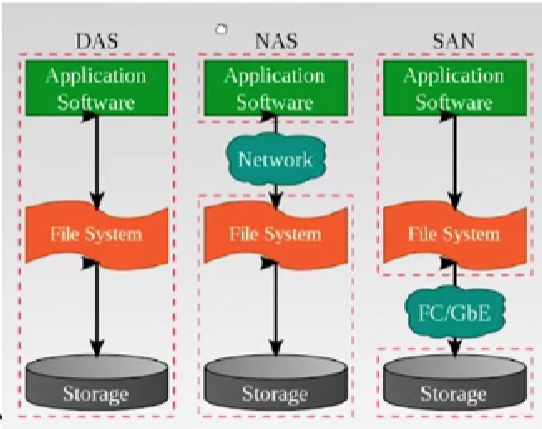 DAS
NAS
SAN
Application
Software
Application
Software
Application
Software
Network
File System
File System
File System
FC/GbE
Storage
Storage
Storage